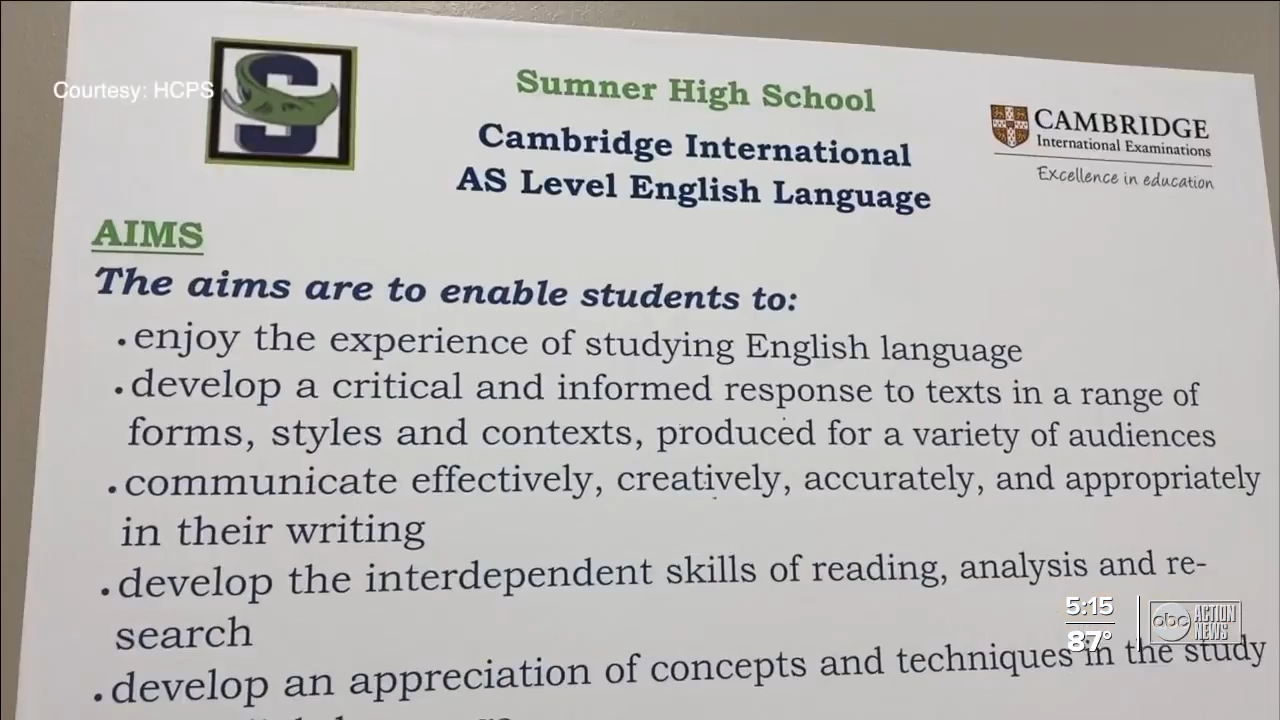 Courtesy: HCPS
S
Sumner High School
Cambridge International
AS Level English Language
CAMBRIDGE
International Examinations
Excellence in education
AIMS
The aims are to enable students to:
• enjoy the experience of studying English language
• develop a critical and informed response to texts in a range of
forms, styles and contexts, produced for a variety of audiences
• communicate effectively, creatively, accurately, and appropriately
in their writing
• develop the interdependent skills of reading, analysis and re-
search
• develop an appreciation of concepts and techniques in the study
5:15
87°
abc
ACTION
NEWS